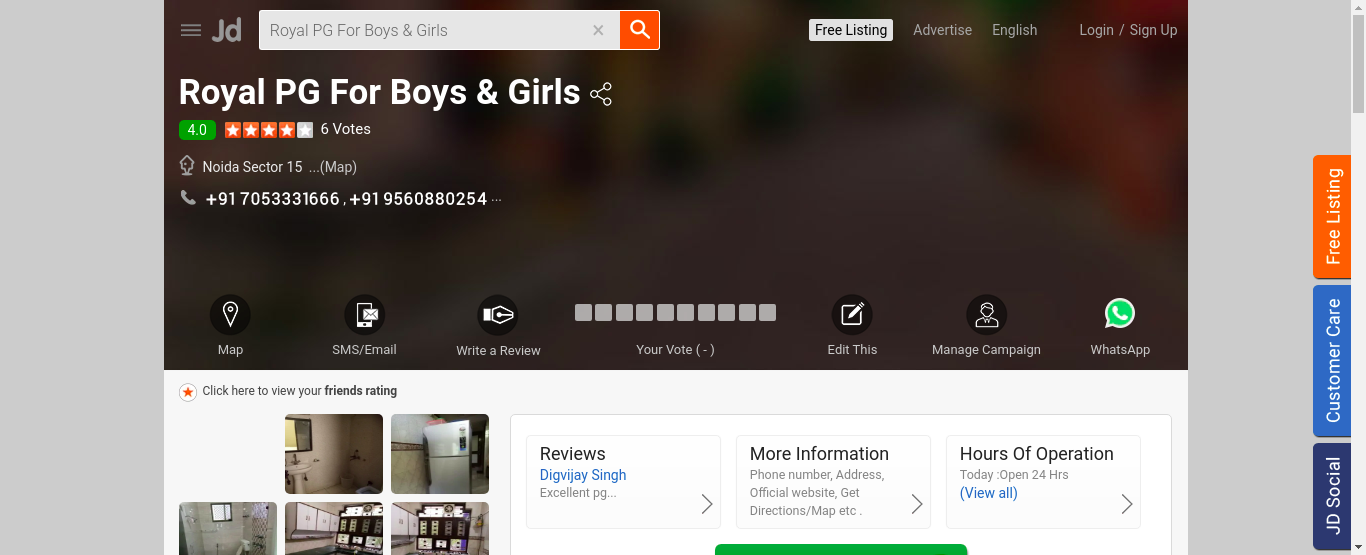 Jd
Royal PG For Boys & Girls
Free Listing
Advertise
English
Login / Sign Up
Royal PG For Boys & Girls
4.0 6 Votes
Noida Sector 15 ...(Map)
+91 7053331666 , +91 9560880254 ...
Map
SMS/Email
Write a Review
Your Vote ( - )
Edit This
Manage Campaign
WhatsApp
Click here to view your friends rating
Reviews
Digvijay Singh
Excellent pg...
More Information
Phone number, Address,
Official website, Get
Directions/Map etc .
Hours Of Operation
Today :Open 24 Hrs
(View all)
Free Listing
Customer Care
JD Social